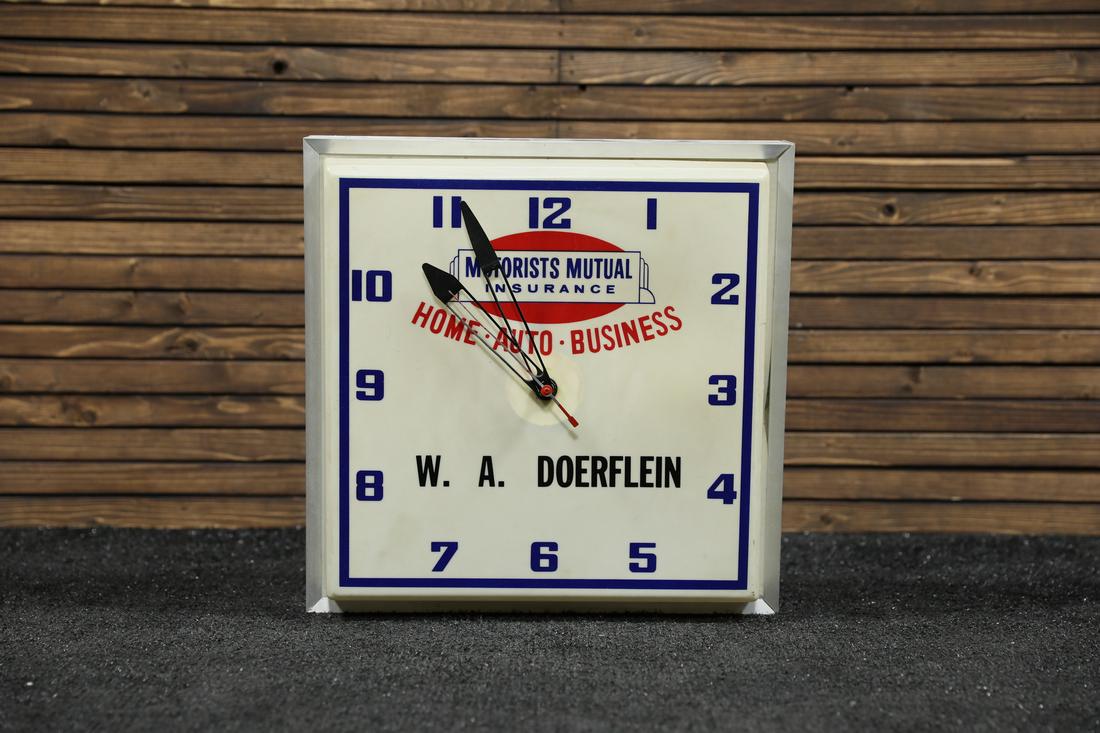 11 12 1
MOTORISTS MUTUAL
INSURANCE
10 2
HOME · AUTO · BUSINESS
9 3
W. A. DOERFLEIN
8 4
7 6 5